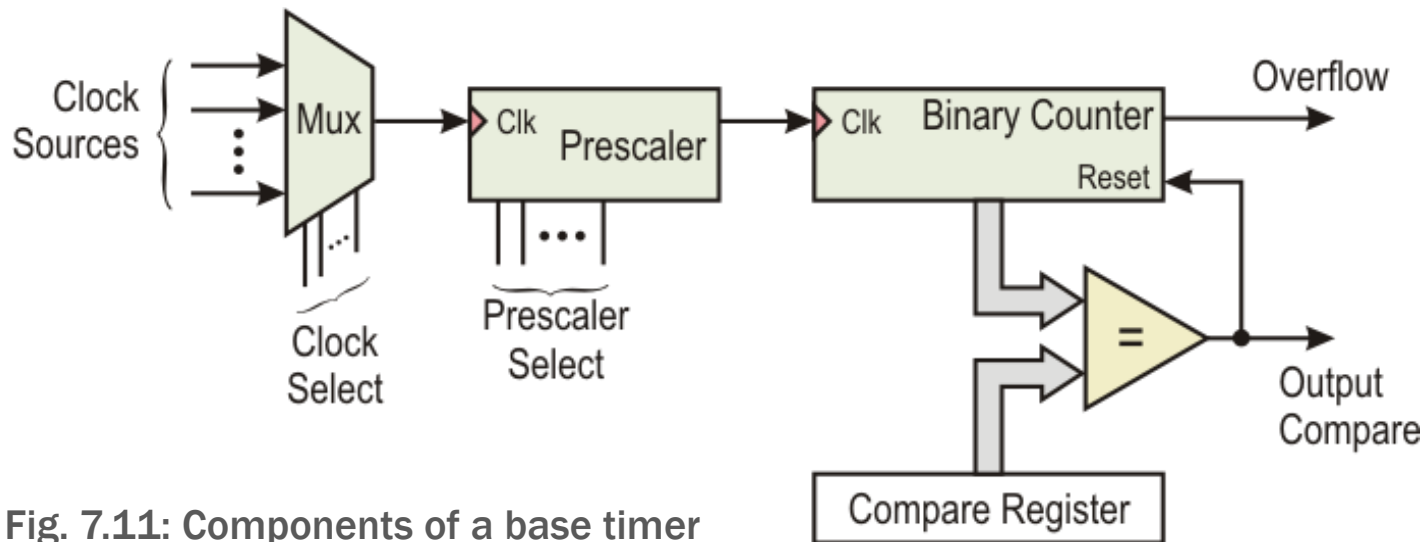 Clock
Sources
Mux
Clock
Select
Clk
Prescaler
Prescaler
Select
Clk
Binary Counter
Reset
Overflow
=
Output
Compare
Compare Register
Fig. 7.11: Components of a base timer